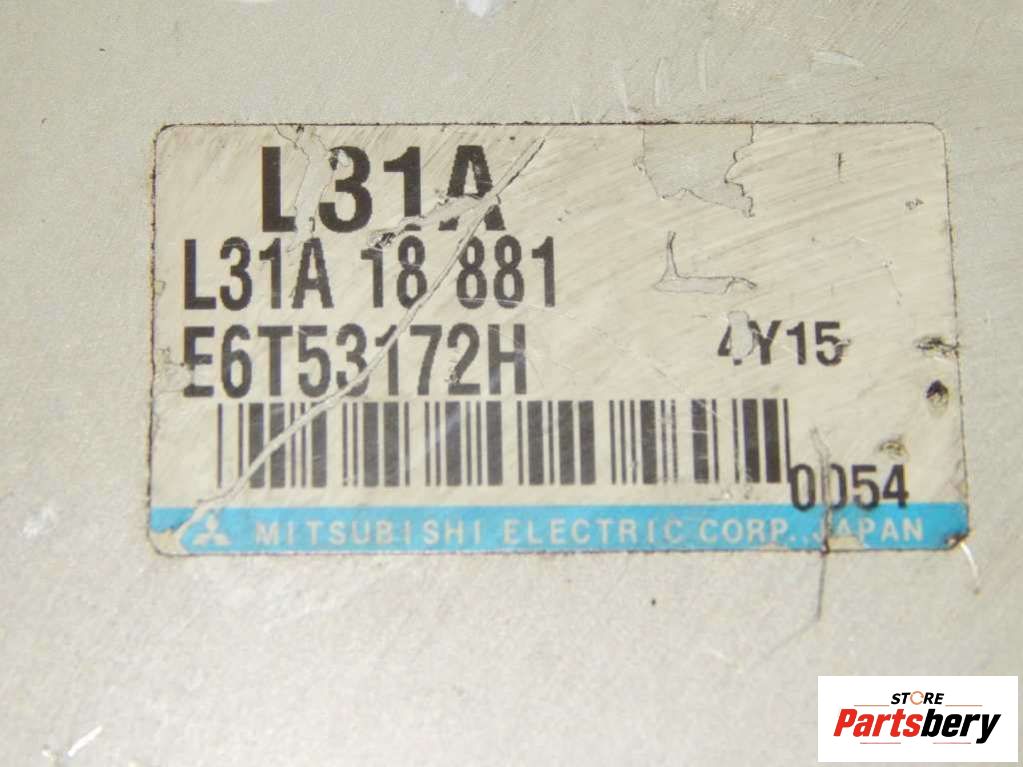 L31A
L31A 18 881
E6T53172H 4Y15
0054
MITSUBISHI ELECTRIC CORP., JAPAN
STORE
Partsbery